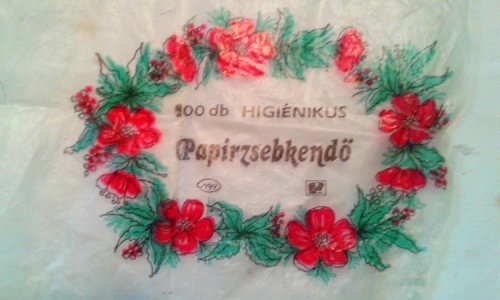 100 db HIGIÉNIKUS
Papírzsebkendő